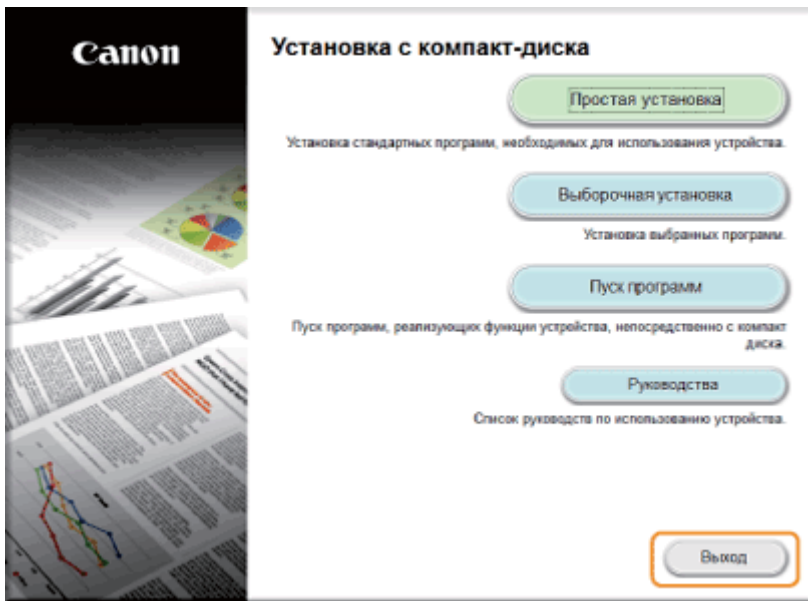 Canon
Установка с компакт-диска
Простая установка
Установка стандартных программ, необходимых для использования устройства.
Выборочная установка
Установка выбранных программ.
Пуск программ
Пуск программ, реализующих функции устройства, непосредственно с компакт
диска.
Руководства
Список руководств по использованию устройства.
Выход